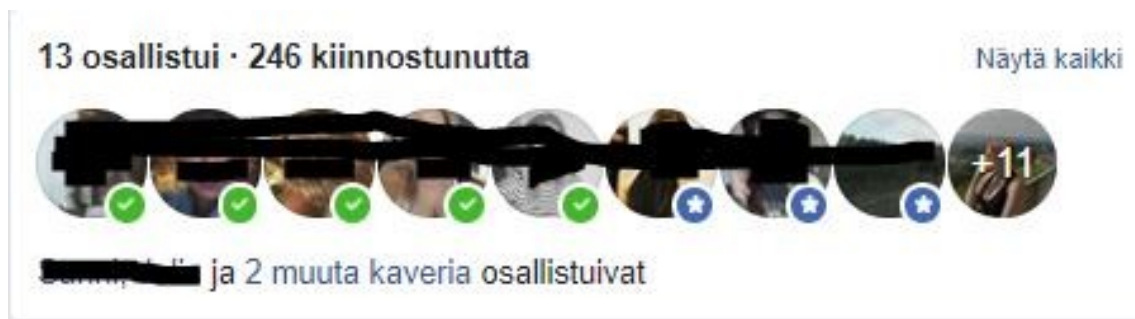 13 osallistui · 246 kiinnostunutta
Näytä kaikki
+11
ja 2 muuta kaveria osallistuivat